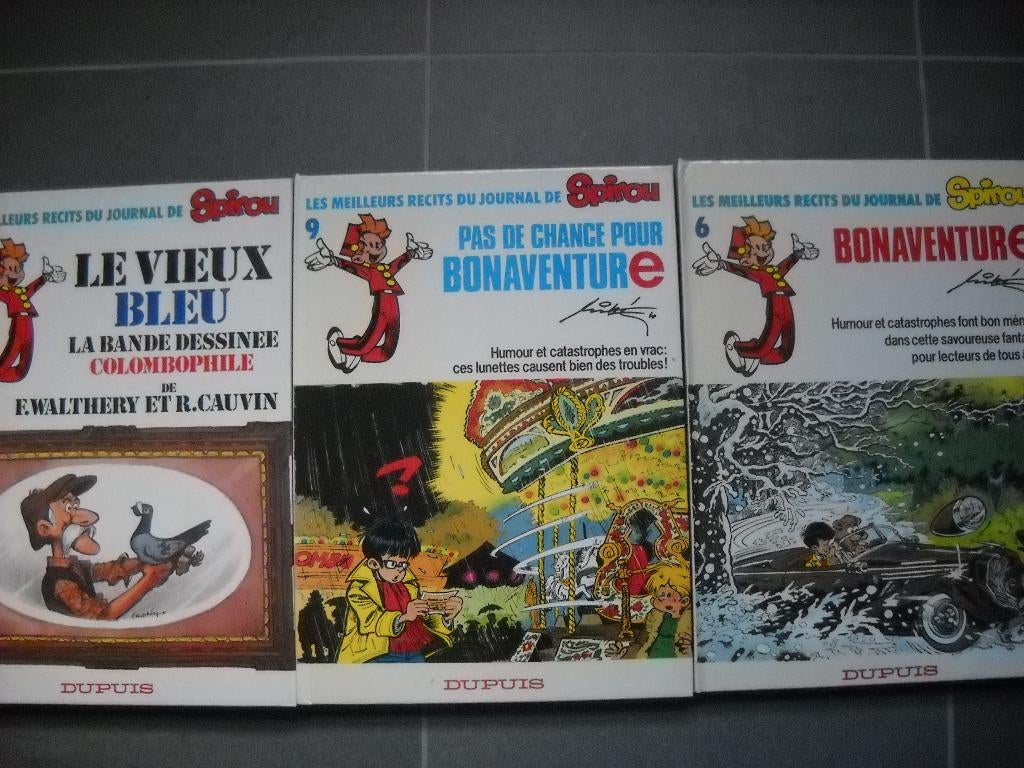 LEURS RECITS DU JOURNAL DE Spirou
LE VIEUX
BLEU
LA BANDE DESSINEE
COLOMBOPHILE
DE
F.WALTHERY ET R.CAUVIN
DUPUIS
LES MEILLEURS RECITS DU JOURNAL DE Spirou
9
PAS DE CHANCE POUR
BONAVENTURe
Humour et catastrophes en vrac:
ces lunettes causent bien des troubles!
?
DUPUIS
LES MEILLEURS RECITS DU JOURNAL DE Spirou
6
BONAVENTURe
Humour et catastrophes font bon
dans cette savoureuse
pour lecteurs de tous
DUPUIS